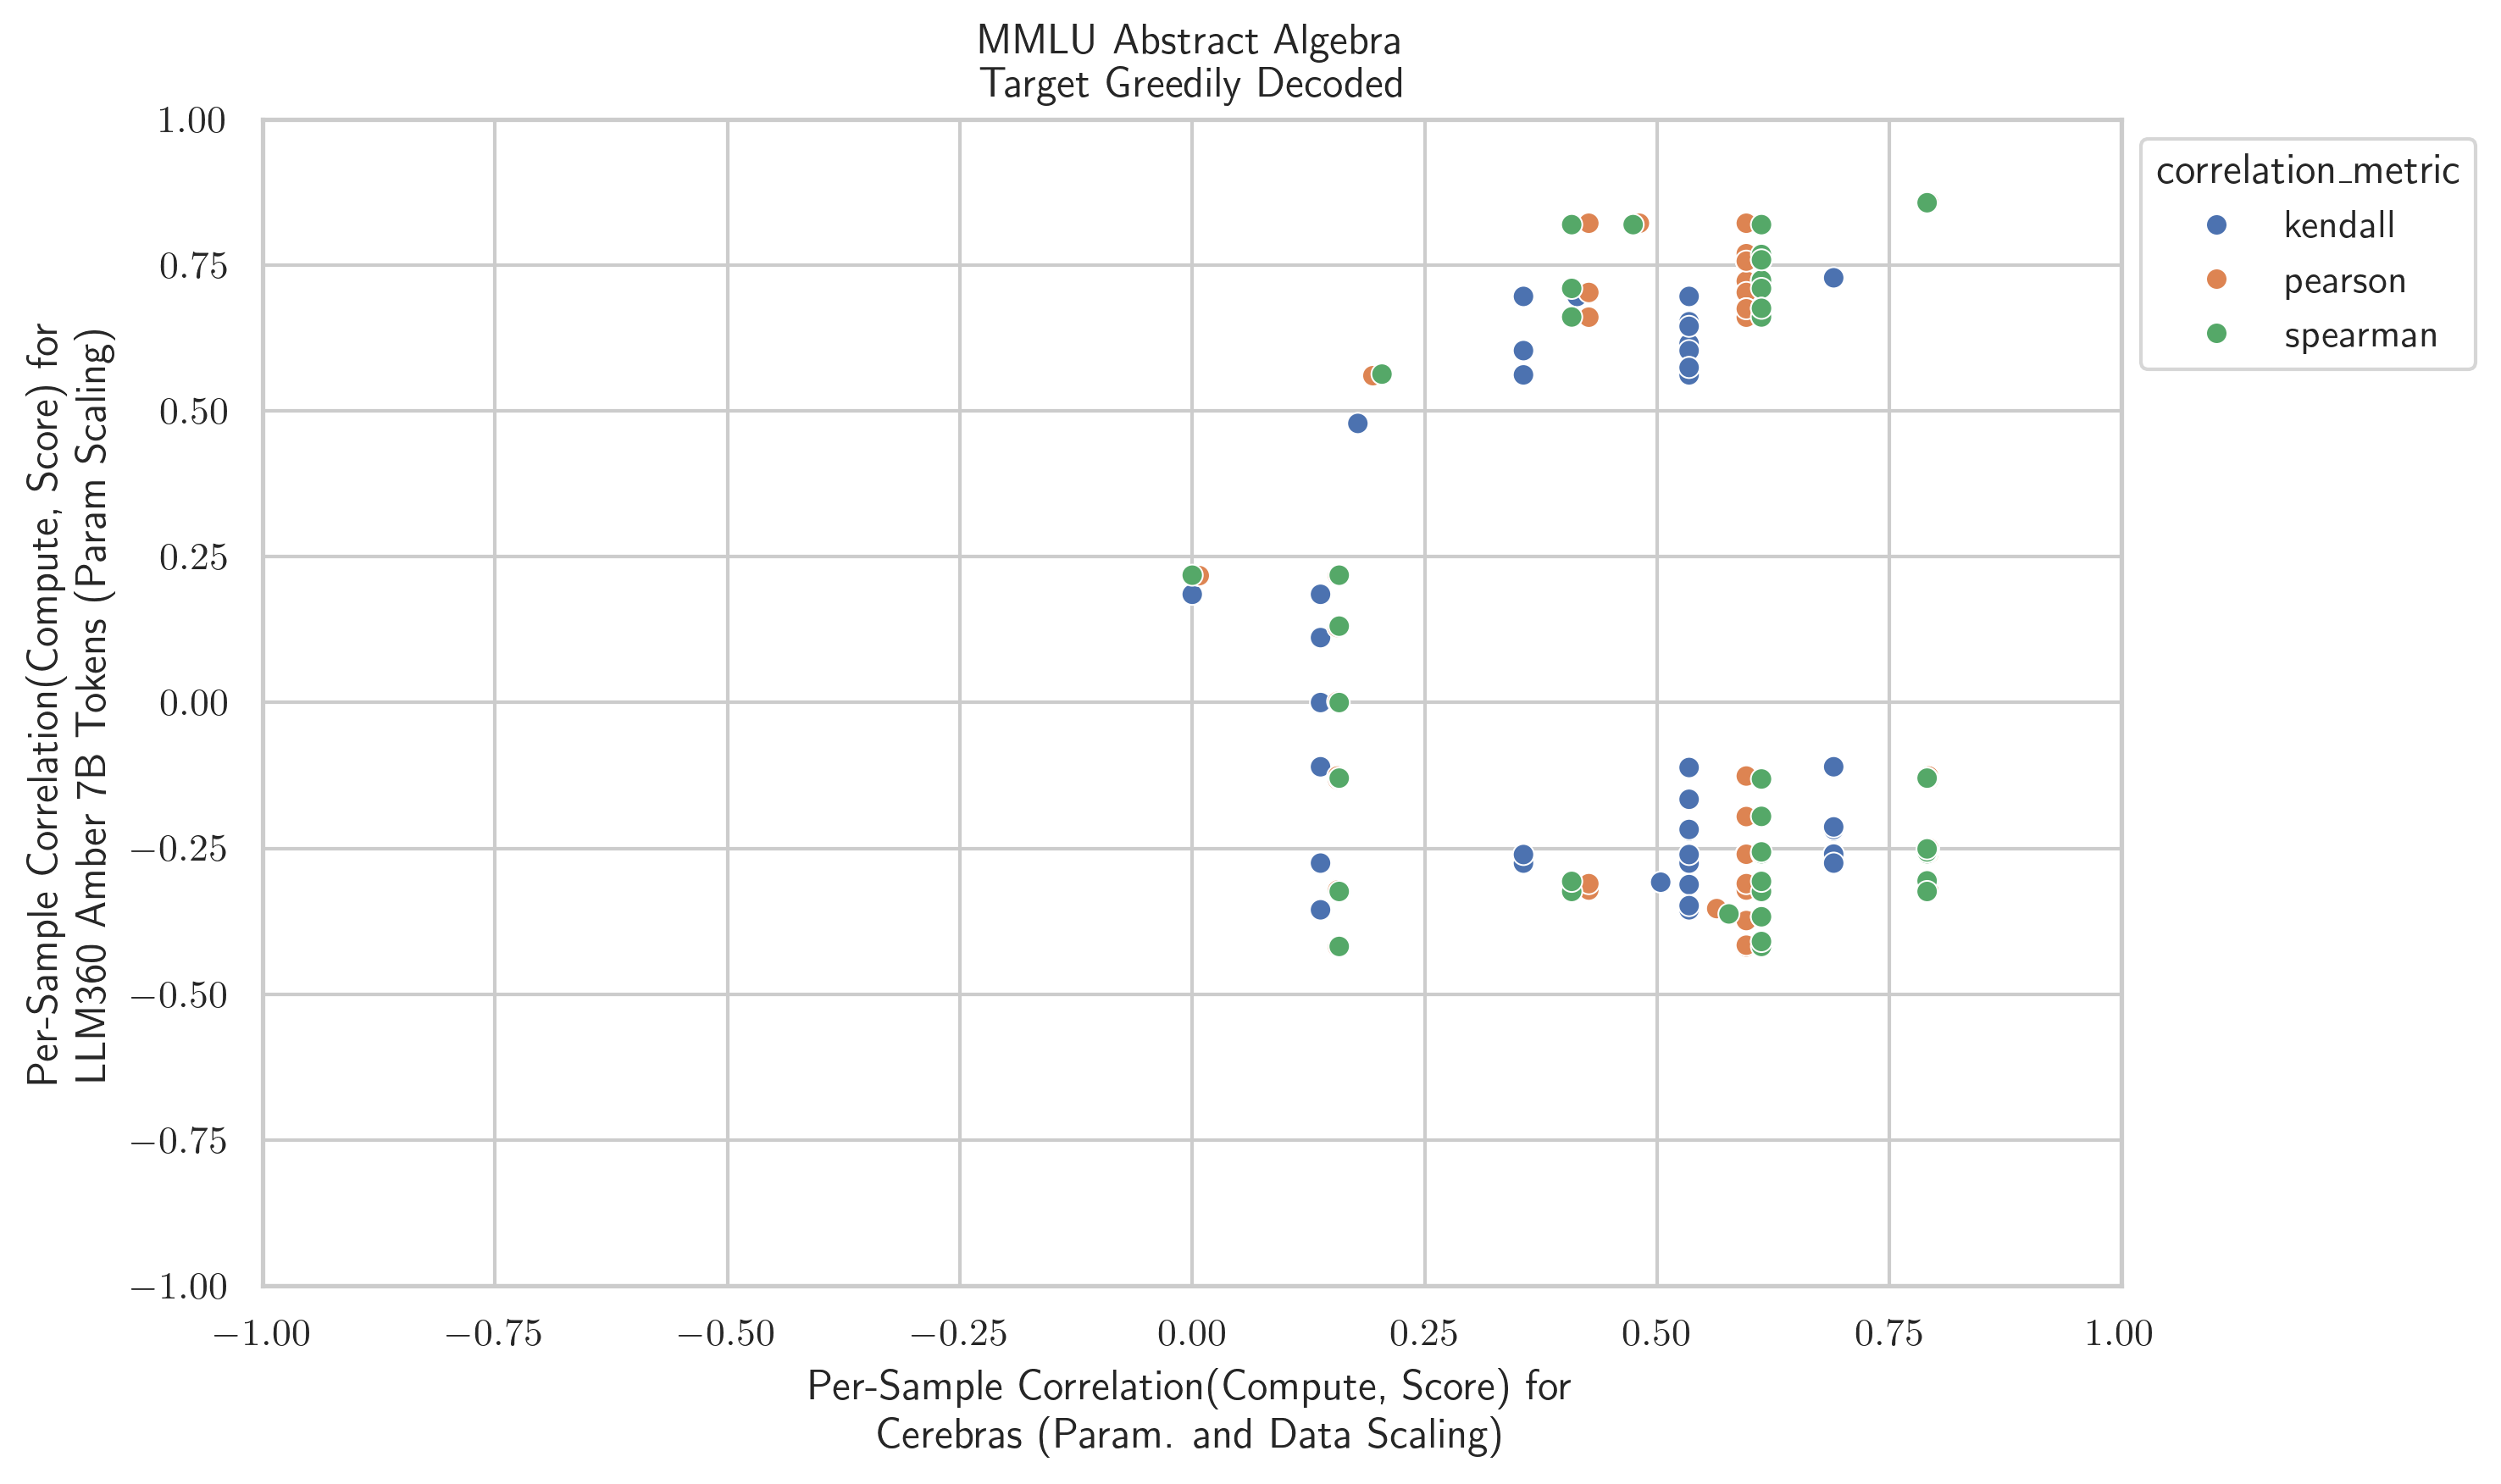 MMLU Abstract Algebra
Target Greedily Decoded
1.00
0.75
0.50
0.25
0.00
−0.25
−0.50
−0.75
−1.00
Per-Sample Correlation(Compute, Score) for
LLM360 Amber 7B Tokens (Param Scaling)
correlation_metric
kendall
pearson
spearman
−1.00 −0.75 −0.50 −0.25 0.00 0.25 0.50 0.75 1.00
Per-Sample Correlation(Compute, Score) for
Cerebras (Param. and Data Scaling)